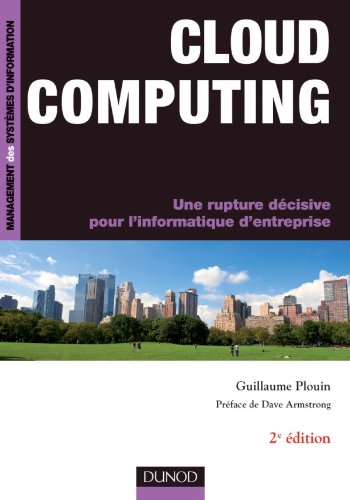 MANAGEMENT des SYSTÈMES D'INFORMATION
CLOUD
COMPUTING
Une rupture décisive
pour l'informatique d'entreprise
Guillaume Plouin
Préface de Dave Armstrong
2e édition
DUNOD